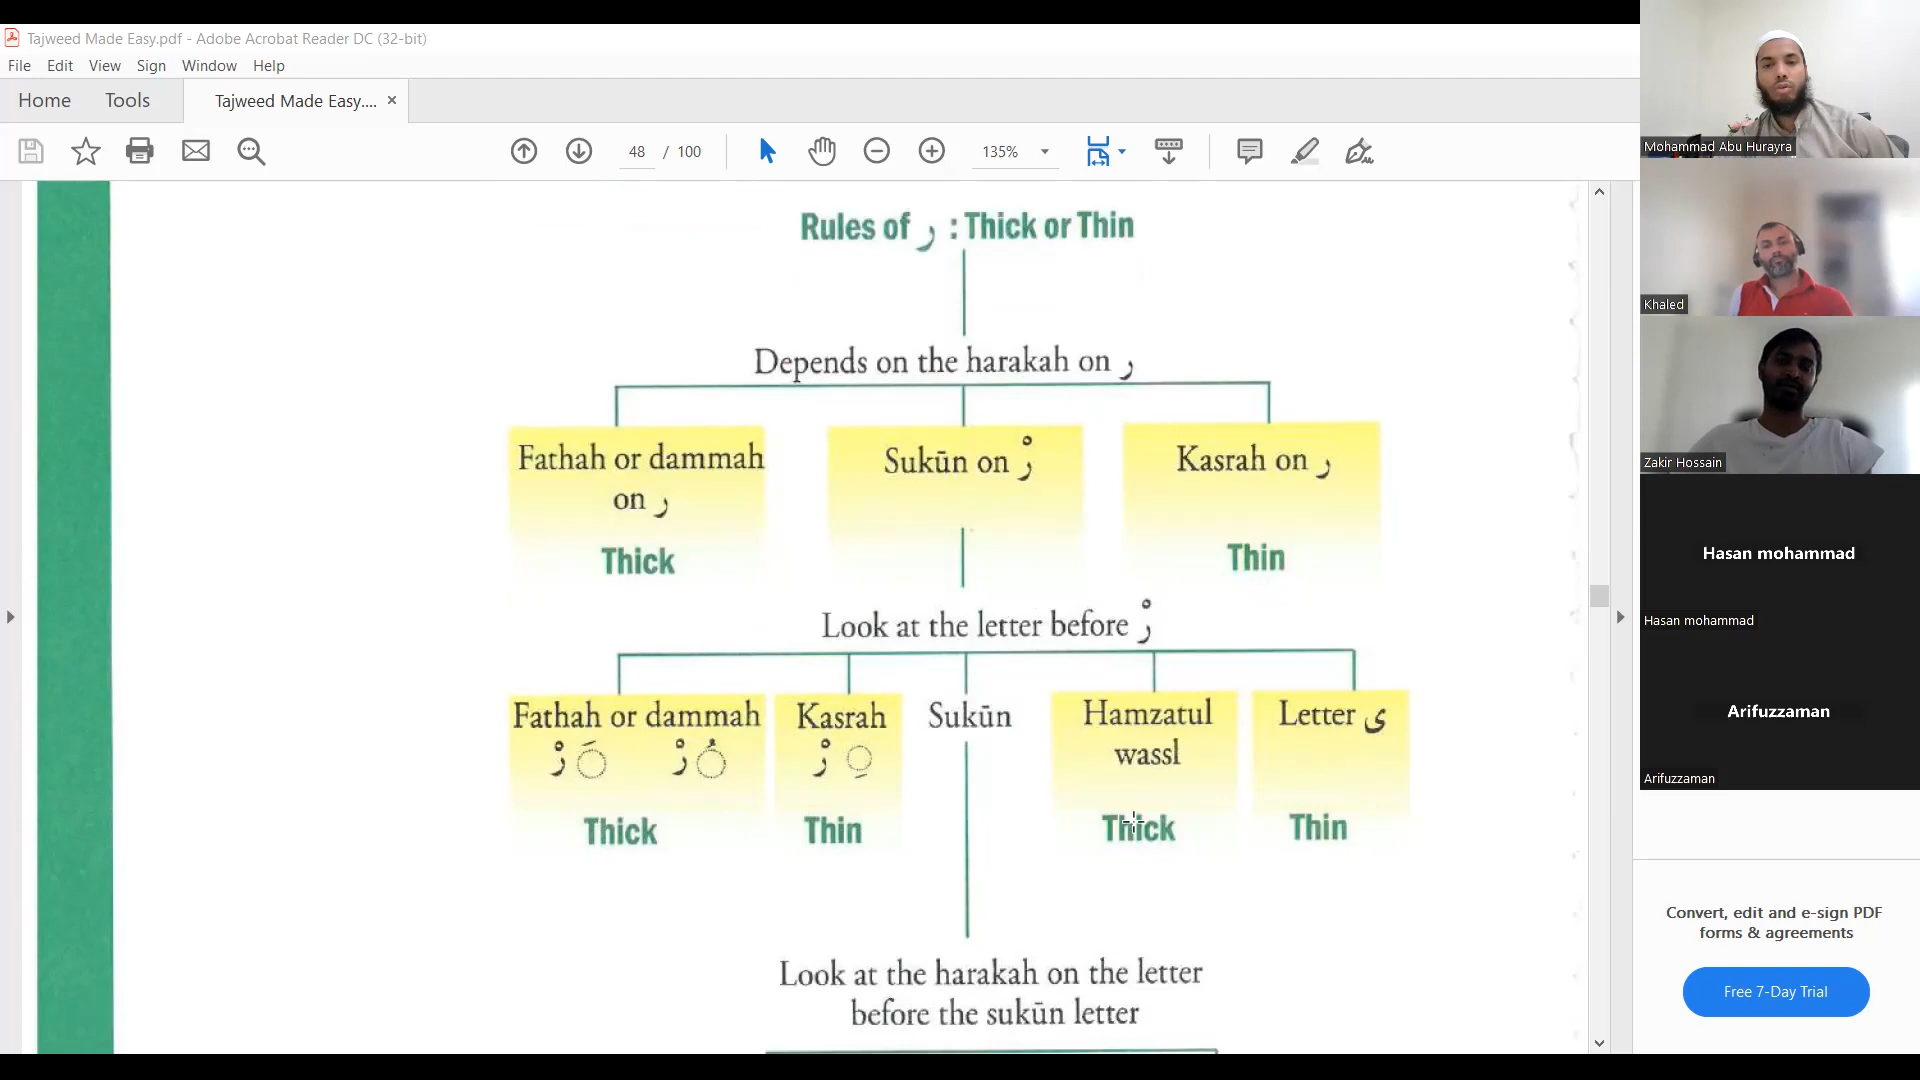 Tajweed Made Easy.pdf - Adobe Acrobat Reader DC (32-bit)
File Edit View Sign Window Help
Home Tools Tajweed Made Easy.... ×
48 / 100 135%
Rules of ر : Thick or Thin
Depends on the harakah on ر
Fathah or dammah
on ر
Thick
Sukūn on رْ
Kasrah on ر
Thin
Look at the letter before رْ
Fathah or dammah
◌َ رْ ◌ُ رْ
Thick
Kasrah
◌ِ رْ
Thin
Sukūn
Hamzatul
wassl
Thick
Letter ى
Thin
Look at the harakah on the letter
before the sukūn letter
Mohammad Abu Hurayra
Khaled
Zakir Hossain
Hasan mohammad
Hasan mohammad
Arifuzzaman
Arifuzzaman
Convert, edit and e-sign PDF
forms & agreements
Free 7-Day Trial